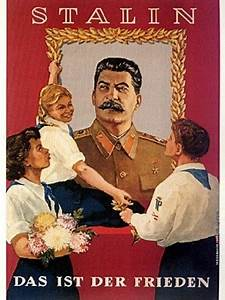 STALIN
DAS IST DER FRIEDEN